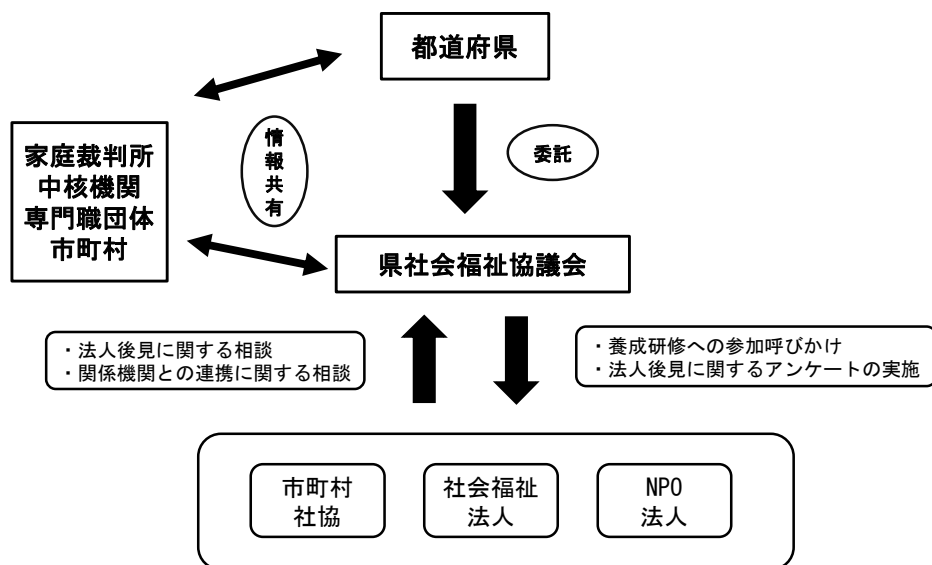 都道府県
家庭裁判所
中核機関
専門職団体
市町村
情
報
共
有
委託
県社会福祉協議会
・法人後見に関する相談
・関係機関との連携に関する相談
・養成研修への参加呼びかけ
・法人後見に関するアンケートの実施
市町村
社協
社会福祉
法人
NPO
法人